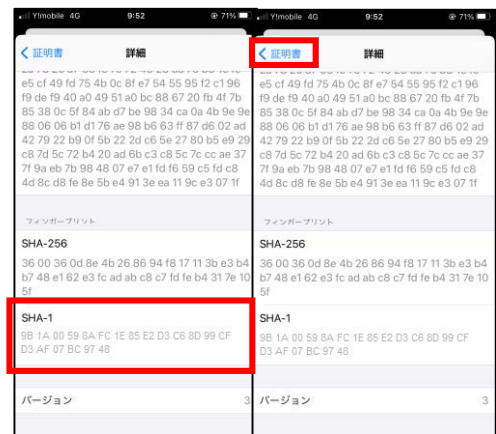 Y!mobile 4G 9:52 71%
証明書 詳細
e5 cf 49 fd 75 4b 0c 8f e7 54 55 95 f2 c1 96
f9 de f9 40 a0 49 51 a0 bc 88 67 20 fb 4f 7b
85 38 0c 5f 84 ab d7 be 98 34 ca 0a 4b 9e 9e
88 06 06 b1 d1 76 ae 98 b6 63 ff 87 d6 02 ad
42 79 22 b9 0f 5b 22 2d c6 5e 27 80 b5 e9 29
c8 7d 5c 72 b4 20 ad 6b c3 c8 5c 7c cc ae 37
7f 9a eb 7b 98 48 07 e7 e1 fd f6 59 c5 fd c8
4d 8c d8 fe 8e 5b e4 91 3e ea 11 9c e3 07 1f
フィンガープリント
SHA-256
36 00 36 0d 8e 4b 26 86 94 f8 17 11 3b e3 b4
b7 48 e1 62 e3 fc ad ab c8 c7 fd fe b4 31 7e 10
5f
SHA-1
9B 1A 00 59 8A FC 1E 85 E2 D3 C6 8D 99 CF
D3 AF 07 BC 97 48
バージョン 3
Y!mobile 4G 9:52 71%
証明書 詳細
e5 cf 49 fd 75 4b 0c 8f e7 54 55 95 f2 c1 96
f9 de f9 40 a0 49 51 a0 bc 88 67 20 fb 4f 7b
85 38 0c 5f 84 ab d7 be 98 34 ca 0a 4b 9e 9e
88 06 06 b1 d1 76 ae 98 b6 63 ff 87 d6 02 ad
42 79 22 b9 0f 5b 22 2d c6 5e 27 80 b5 e9 29
c8 7d 5c 72 b4 20 ad 6b c3 c8 5c 7c cc ae 37
7f 9a eb 7b 98 48 07 e7 e1 fd f6 59 c5 fd c8
4d 8c d8 fe 8e 5b e4 91 3e ea 11 9c e3 07 1f
フィンガープリント
SHA-256
36 00 36 0d 8e 4b 26 86 94 f8 17 11 3b e3 b4
b7 48 e1 62 e3 fc ad ab c8 c7 fd fe b4 31 7e 10
5f
SHA-1
9B 1A 00 59 8A FC 1E 85 E2 D3 C6 8D 99 CF
D3 AF 07 BC 97 48
バージョン 3